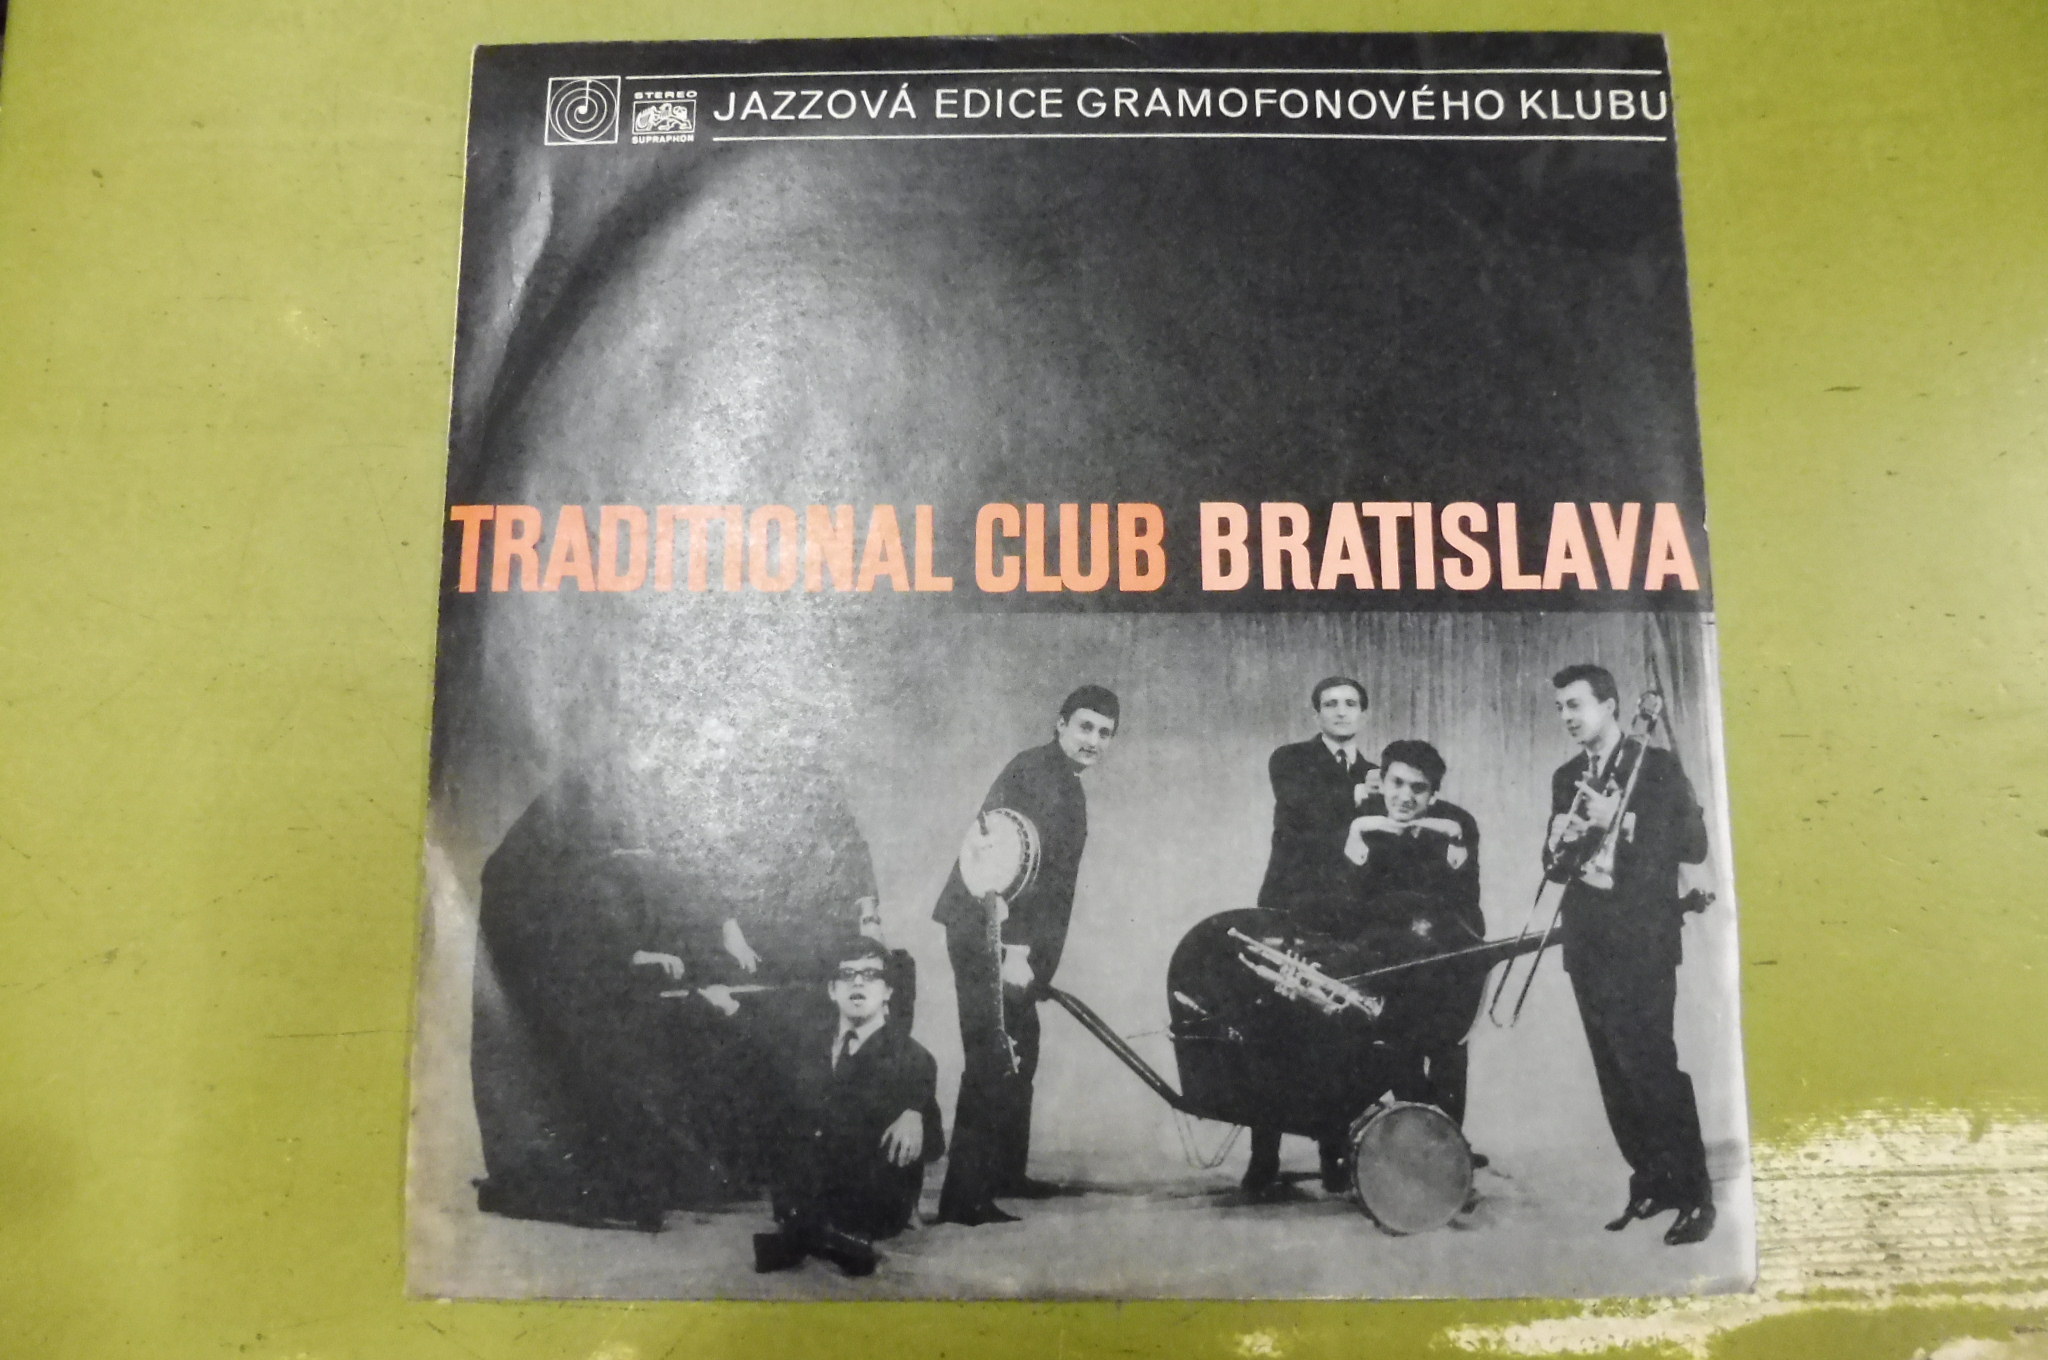 STEREO
SUPRAPHON
JAZZOVÁ EDICE GRAMOFONOVÉHO KLUBU
TRADITIONAL CLUB BRATISLAVA